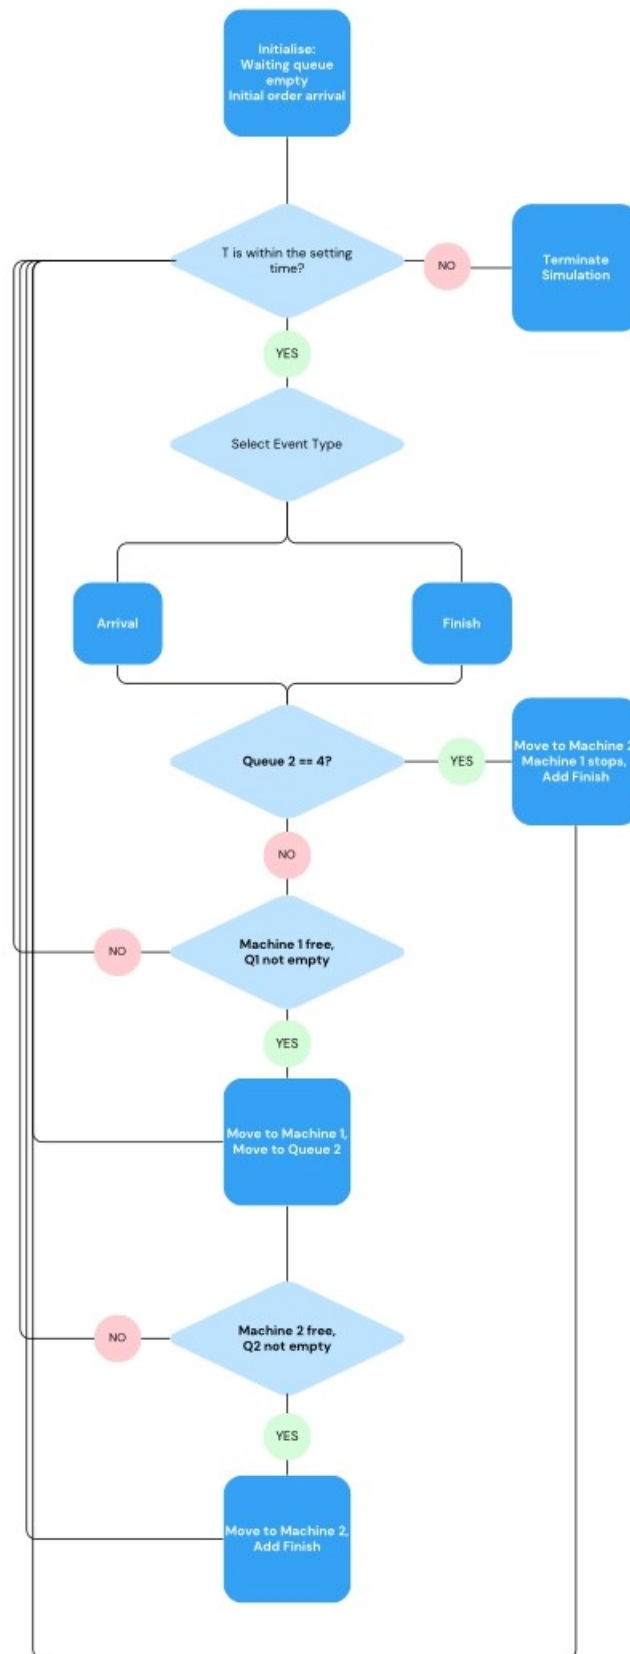 Initialise:
Waiting queue
empty
Initial order arrival
T is within the setting
time?
NO
Terminate
Simulation
YES
Select Event Type
Arrival
Finish
Queue 2 == 4?
YES
Move to Machine 2,
Machine 1 stops,
Add Finish
NO
Machine 1 free,
Q1 not empty
NO
YES
Move to Machine 1,
Move to Queue 2
Machine 2 free,
Q2 not empty
NO
YES
Move to Machine 2,
Add Finish